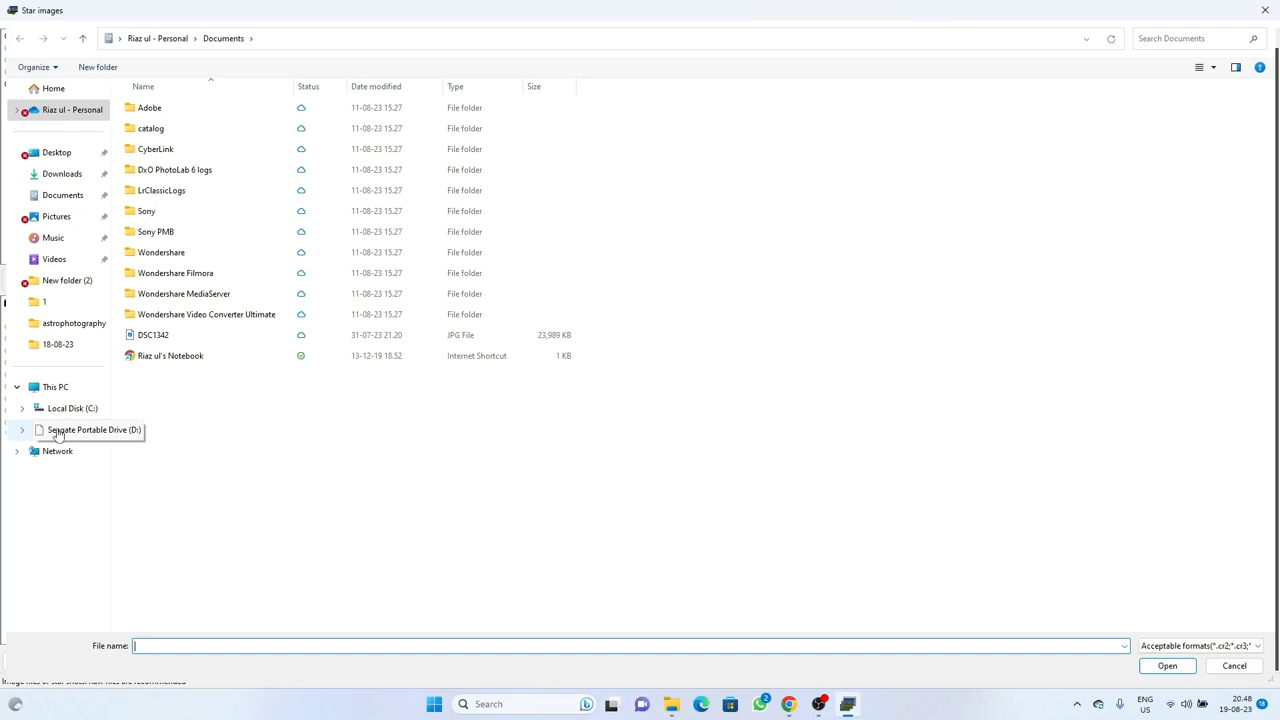 Star images
Riaz ul - Personal > Documents >
Search Documents
Organize
New folder
Name Status Date modified Type Size
Home
Riaz ul - Personal
Desktop
Downloads
Documents
Pictures
Music
Videos
New folder (2)
1
astrophotography
18-08-23
This PC
Local Disk (C:)
Seagate Portable Drive (D:)
Network
Adobe 11-08-23 15.27 File folder
catalog 11-08-23 15.27 File folder
CyberLink 11-08-23 15.27 File folder
DxO PhotoLab 6 logs 11-08-23 15.27 File folder
LrClassicLogs 11-08-23 15.27 File folder
Sony 11-08-23 15.27 File folder
Sony PMB 11-08-23 15.27 File folder
Wondershare 11-08-23 15.27 File folder
Wondershare Filmora 11-08-23 15.27 File folder
Wondershare MediaServer 11-08-23 15.27 File folder
Wondershare Video Converter Ultimate 11-08-23 15.27 File folder
DSC1342 31-07-23 21.20 JPG File 23,989 KB
Riaz ul's Notebook 13-12-19 18.52 Internet Shortcut 1 KB
File name:
Acceptable formats(*.cr2;*.cr3;*
Open
Cancel
Search
2
ENG
US
20.48
19-08-23
18